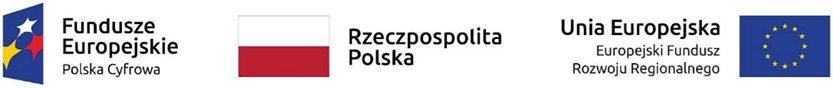 Fundusze
Europejskie
Polska Cyfrowa
Rzeczpospolita
Polska
Unia Europejska
Europejski Fundusz
Rozwoju Regionalnego